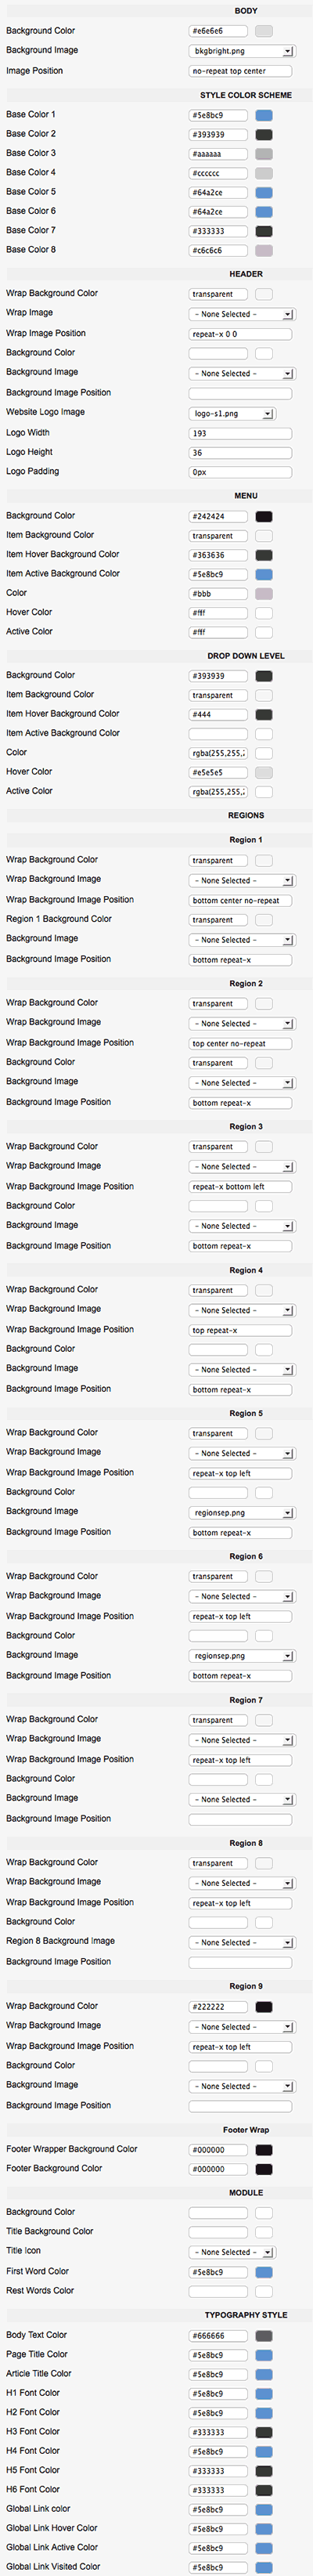 BODY
Background Color #e6e6e6
Background Image bkgbright.png
Image Position no-repeat top center
STYLE COLOR SCHEME
Base Color 1 #5e8bc9
Base Color 2 #393939
Base Color 3 #aaaaaa
Base Color 4 #cccccc
Base Color 5 #64a2ce
Base Color 6 #64a2ce
Base Color 7 #333333
Base Color 8 #c6c6c6
HEADER
Wrap Background Color transparent
Wrap Image - None Selected -
Wrap Image Position repeat-x 0 0
Background Color
Background Image - None Selected -
Background Image Position
Website Logo Image logo-s1.png
Logo Width 193
Logo Height 36
Logo Padding 0px
MENU
Background Color #242424
Item Background Color transparent
Item Hover Background Color #363636
Item Active Background Color #5e8bc9
Color #bbb
Hover Color #fff
Active Color #fff
DROP DOWN LEVEL
Background Color #393939
Item Background Color transparent
Item Hover Background Color #444
Item Active Background Color
Color rgba(255,255,
Hover Color #e5e5e5
Active Color rgba(255,255,
REGIONS
Region 1
Wrap Background Color transparent
Wrap Background Image - None Selected -
Wrap Background Image Position bottom center no-repeat
Region 1 Background Color transparent
Background Image - None Selected -
Background Image Position bottom repeat-x
Region 2
Wrap Background Color transparent
Wrap Background Image - None Selected -
Wrap Background Image Position top center no-repeat
Background Color transparent
Background Image - None Selected -
Background Image Position bottom repeat-x
Region 3
Wrap Background Color transparent
Wrap Background Image - None Selected -
Wrap Background Image Position repeat-x bottom left
Background Color
Background Image - None Selected -
Background Image Position bottom repeat-x
Region 4
Wrap Background Color transparent
Wrap Background Image - None Selected -
Wrap Background Image Position top repeat-x
Background Color
Background Image - None Selected -
Background Image Position bottom repeat-x
Region 5
Wrap Background Color transparent
Wrap Background Image - None Selected -
Wrap Background Image Position repeat-x top left
Background Color
Background Image regionsep.png
Background Image Position bottom repeat-x
Region 6
Wrap Background Color transparent
Wrap Background Image - None Selected -
Wrap Background Image Position repeat-x top left
Background Color
Background Image regionsep.png
Background Image Position bottom repeat-x
Region 7
Wrap Background Color transparent
Wrap Background Image - None Selected -
Wrap Background Image Position repeat-x top left
Background Color
Background Image - None Selected -
Background Image Position
Region 8
Wrap Background Color transparent
Wrap Background Image - None Selected -
Wrap Background Image Position repeat-x top left
Background Color
Region 8 Background Image - None Selected -
Background Image Position
Region 9
Wrap Background Color #222222
Wrap Background Image - None Selected -
Wrap Background Image Position repeat-x top left
Background Color
Background Image - None Selected -
Background Image Position
Footer Wrap
Footer Wrapper Background Color #000000
Footer Background Color #000000
MODULE
Background Color
Title Background Color
Title Icon - None Selected -
First Word Color #5e8bc9
Rest Words Color
TYPOGRAPHY STYLE
Body Text Color #666666
Page Title Color #5e8bc9
Article Title Color #5e8bc9
H1 Font Color #5e8bc9
H2 Font Color #5e8bc9
H3 Font Color #333333
H4 Font Color #5e8bc9
H5 Font Color #333333
H6 Font Color #333333
Global Link color #5e8bc9
Global Link Hover Color #5e8bc9
Global Link Active Color #5e8bc9
Global Link Visited Color #5e8bc9